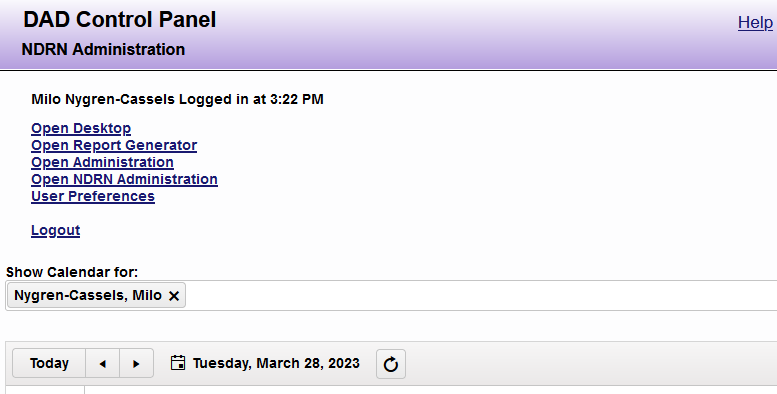 DAD Control Panel
Help
NDRN Administration
Milo Nygren-Cassels Logged in at 3:22 PM
Open Desktop
Open Report Generator
Open Administration
Open NDRN Administration
User Preferences
Logout
Show Calendar for:
Nygren-Cassels, Milo
Today Tuesday, March 28, 2023